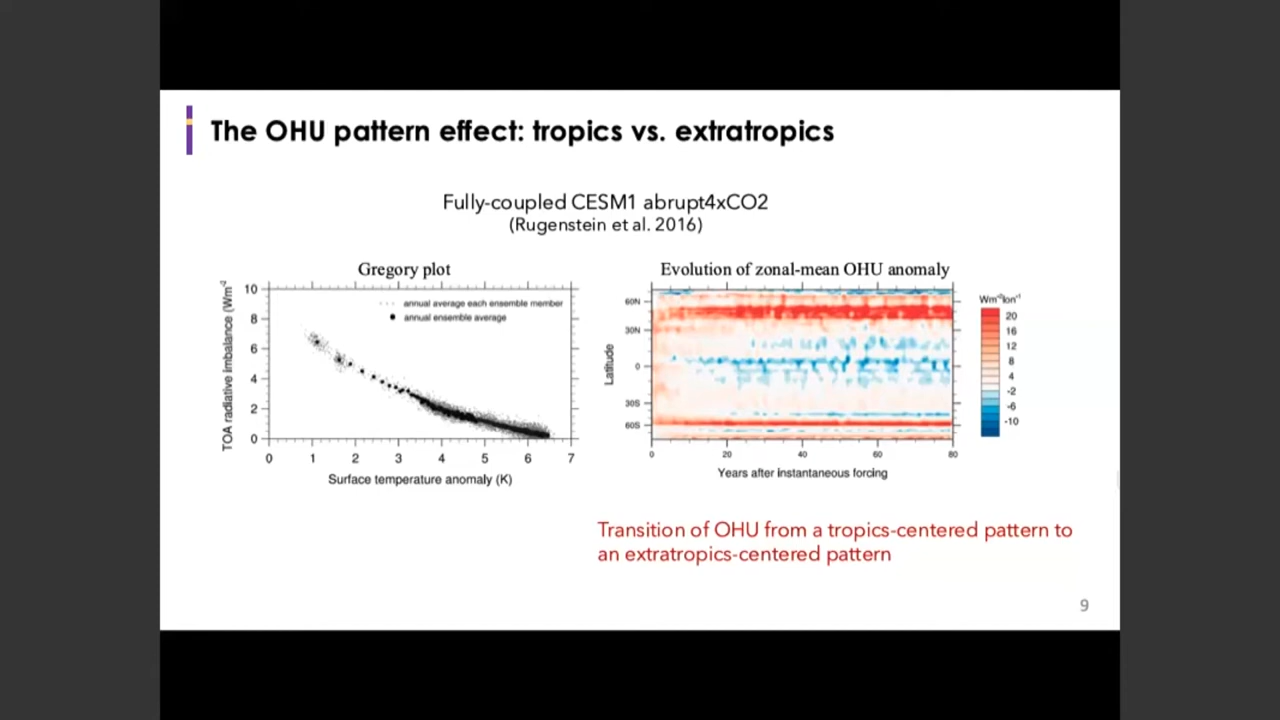 The OHU pattern effect: tropics vs. extratropics
Fully-coupled CESM1 abrupt4xCO2
(Rugenstein et al. 2016)
Gregory plot
TOA radiative imbalance (Wm⁻²)
10
8
6
4
2
0
annual average each ensemble member
annual ensemble average
0 1 2 3 4 5 6 7
Surface temperature anomaly (K)
Evolution of zonal-mean OHU anomaly
Latitude
60N
30N
0
30S
60S
0 20 40 60 80
Years after instantaneous forcing
20
16
12
8
4
-2
-6
-10
Transition of OHU from a tropics-centered pattern to
an extratropics-centered pattern
9